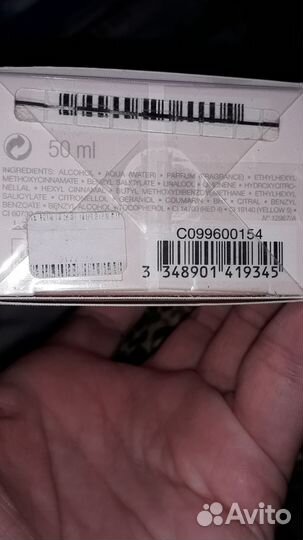 50 ml
INGREDIENTS: ALCOHOL • AQUA (WATER) • PARFUM (FRAGRANCE) • ETHYLHEXYL
METHOXYCINNAMATE • BENZYL SALICYLATE • LINALOOL • LIMONENE • HYDROXYCITRO-
NELLAL • HEXYL CINNAMAL • BUTYL METHOXYDIBENZOYLMETHANE • ETHYLHEXYL
SALICYLATE • CITRONELLOL • GERANIOL • COUMARIN • BHT • CITRAL • BENZYL
BENZOATE • BENZYL ALCOHOL • TOCOPHEROL • CI 14700 (RED 4) • CI 19140 (YELLOW 5)
N° 12967/A
C099600154
3 348901 419345
Avito